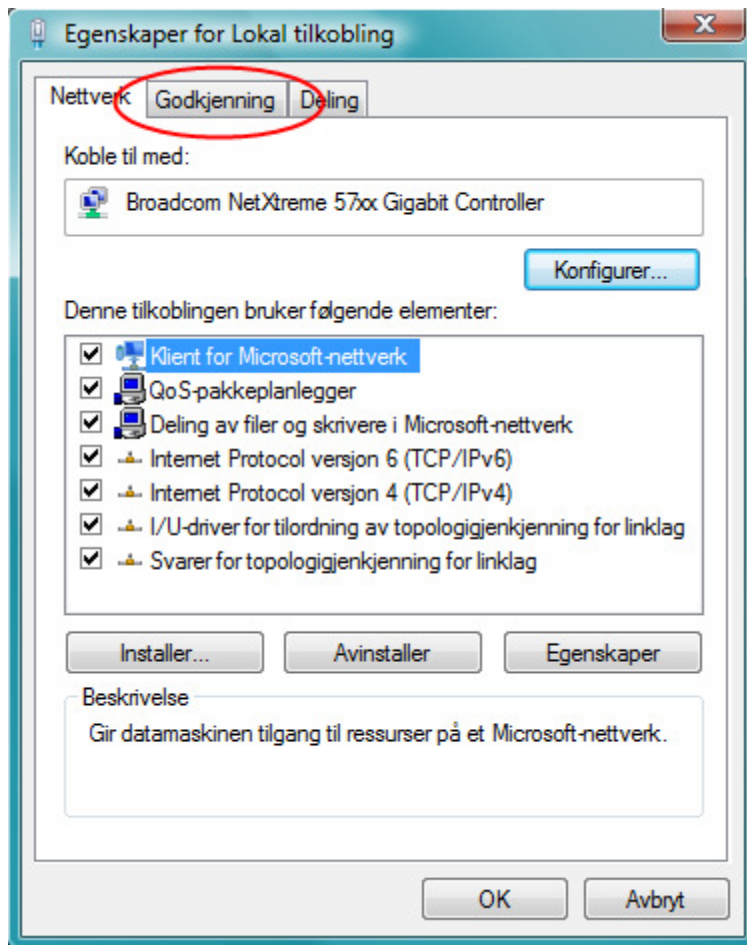 Egenskaper for Lokal tilkobling
Nettverk Godkjenning Deling
Koble til med:
Broadcom NetXtreme 57xx Gigabit Controller
Konfigurer...
Denne tilkoblingen bruker følgende elementer:
Klient for Microsoft-nettverk
QoS-pakkeplanlegger
Deling av filer og skrivere i Microsoft-nettverk
Internet Protocol versjon 6 (TCP/IPv6)
Internet Protocol versjon 4 (TCP/IPv4)
I/U-driver for tilordning av topologigjenkjenning for linklag
Svarer for topologigjenkjenning for linklag
Installer... Avinstaller Egenskaper
Beskrivelse
Gir datamaskinen tilgang til ressurser på et Microsoft-nettverk.
OK Avbryt